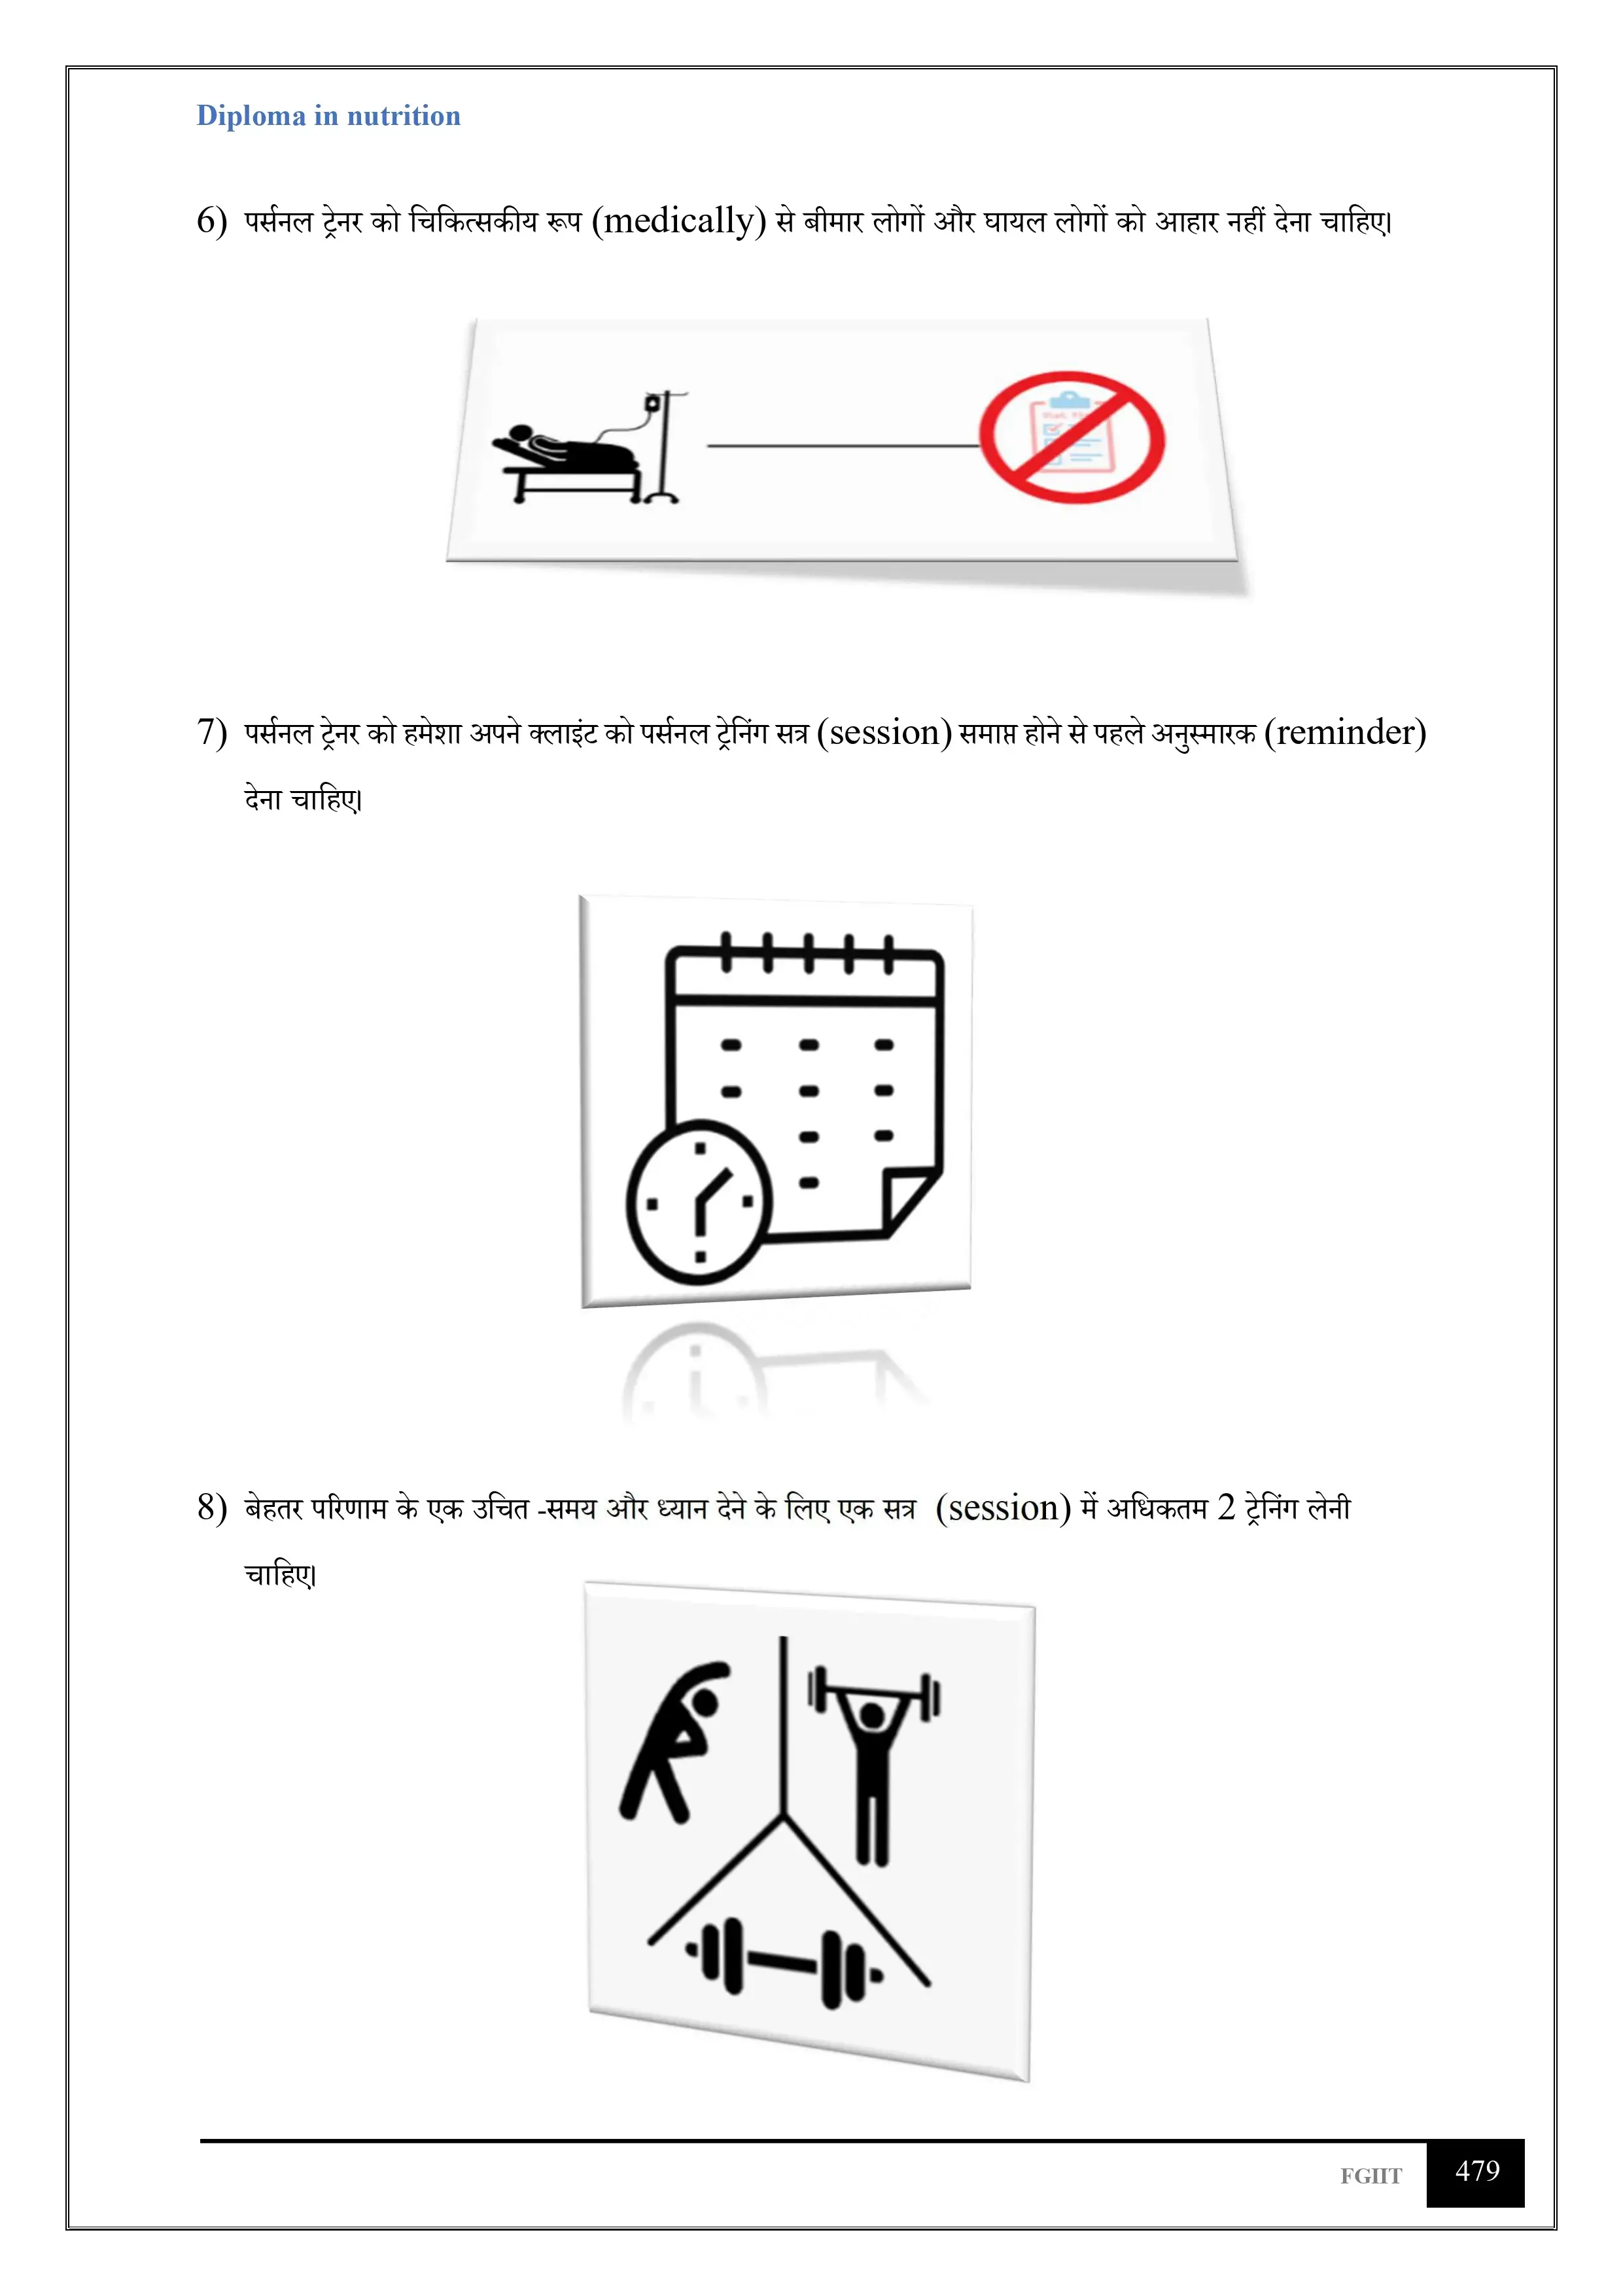 Diploma in nutrition
6) पर्सनल ट्रेनर को चिकित्सकीय रूप (medically) से बीमार लोगों और घायल लोगों को आहार नहीं देना चाहिए।
7) पर्सनल ट्रेनर को हमेशा अपने क्लाइंट को पर्सनल ट्रेनिंग सत्र (session) समाप्त होने से पहले अनुस्मारक (reminder)
देना चाहिए।
8) बेहतर परिणाम के एक उचित -समय और ध्यान देने के लिए एक सत्र (session) में अधिकतम 2 ट्रेनिंग लेनी
चाहिए।
FGIIT 479